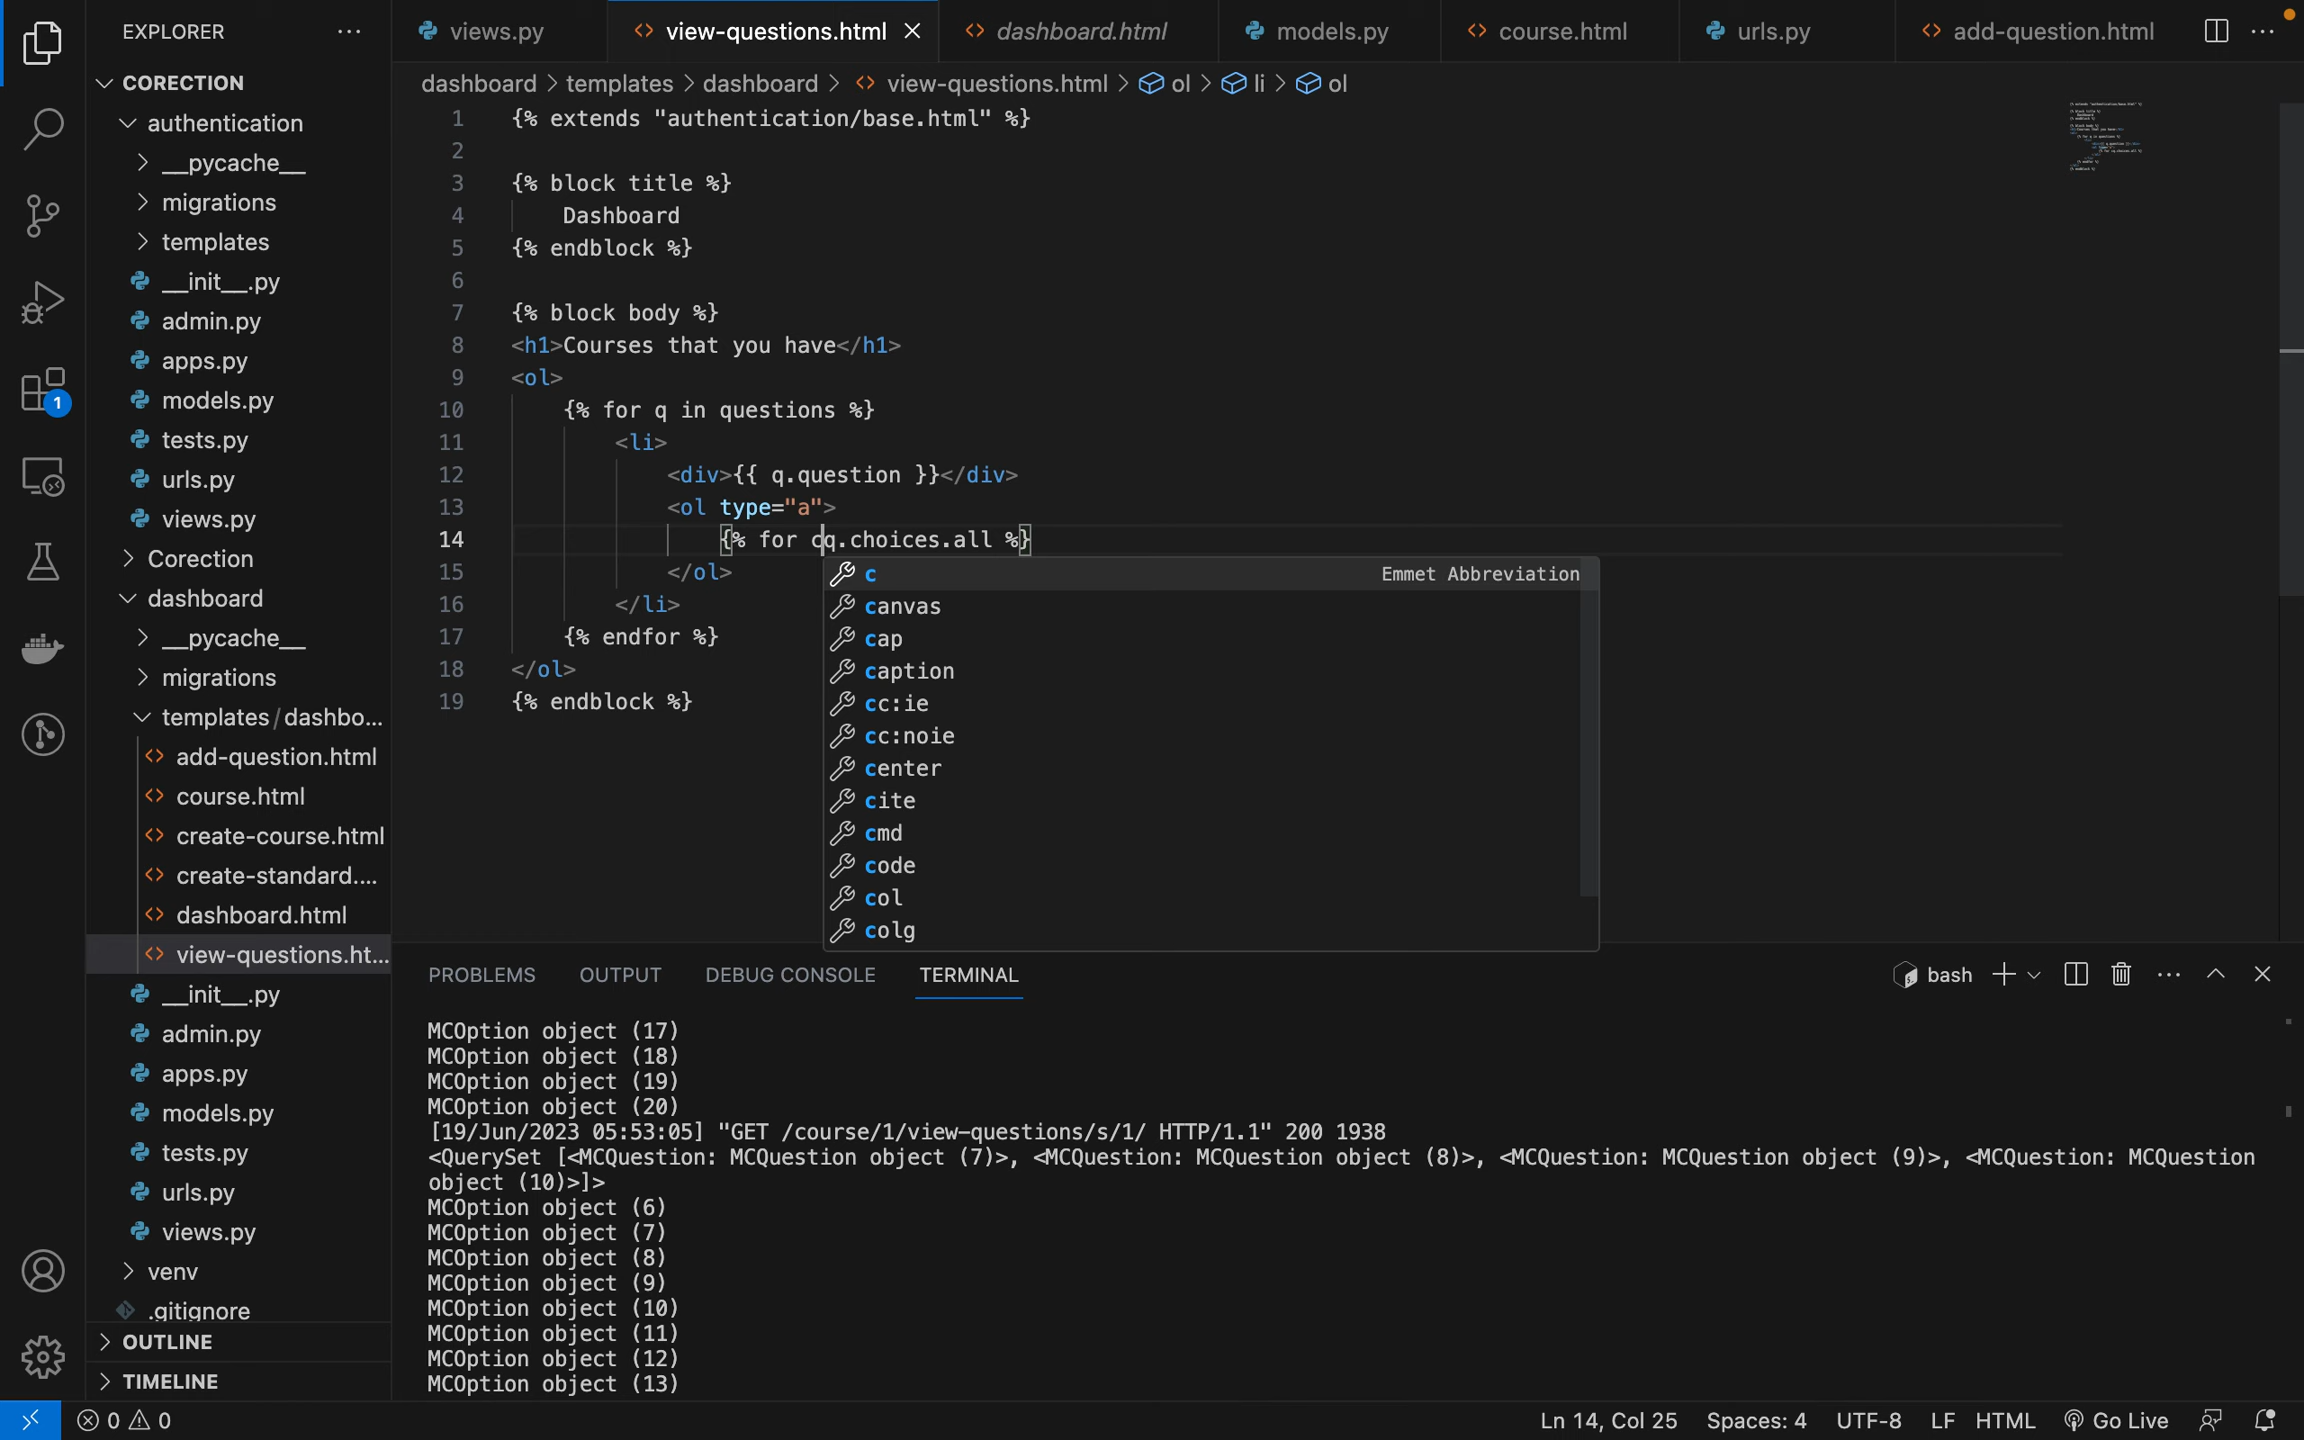 EXPLORER
CORECTION
authentication
__pycache__
migrations
templates
__init__.py
admin.py
apps.py
models.py
tests.py
urls.py
views.py
Corection
dashboard
__pycache__
migrations
templates/dashbo...
add-question.html
course.html
create-course.html
create-standard....
dashboard.html
view-questions.ht...
__init__.py
admin.py
apps.py
models.py
tests.py
urls.py
views.py
venv
.gitignore
OUTLINE
TIMELINE
1
views.py view-questions.html dashboard.html models.py course.html urls.py add-question.html
dashboard > templates > dashboard > view-questions.html > ol > li > ol
1 {% extends "authentication/base.html" %}
2
3 {% block title %}
4 Dashboard
5 {% endblock %}
6
7 {% block body %}
8 <h1>Courses that you have</h1>
9 <ol>
10 {% for q in questions %}
11 <li>
12 <div>{{ q.question }}</div>
13 <ol type="a">
14 {% for cq.choices.all %}
15 </ol>
16 </li>
17 {% endfor %}
18 </ol>
19 {% endblock %}
c Emmet Abbreviation
canvas
cap
caption
cc:ie
cc:noie
center
cite
cmd
code
col
colg
PROBLEMS OUTPUT DEBUG CONSOLE TERMINAL bash
MCOption object (17)
MCOption object (18)
MCOption object (19)
MCOption object (20)
[19/Jun/2023 05:53:05] "GET /course/1/view-questions/s/1/ HTTP/1.1" 200 1938
<QuerySet [<MCQuestion: MCQuestion object (7)>, <MCQuestion: MCQuestion object (8)>, <MCQuestion: MCQuestion object (9)>, <MCQuestion: MCQuestion
object (10)>]>
MCOption object (6)
MCOption object (7)
MCOption object (8)
MCOption object (9)
MCOption object (10)
MCOption object (11)
MCOption object (12)
MCOption object (13)
0 0 Ln 14, Col 25 Spaces: 4 UTF-8 LF HTML Go Live